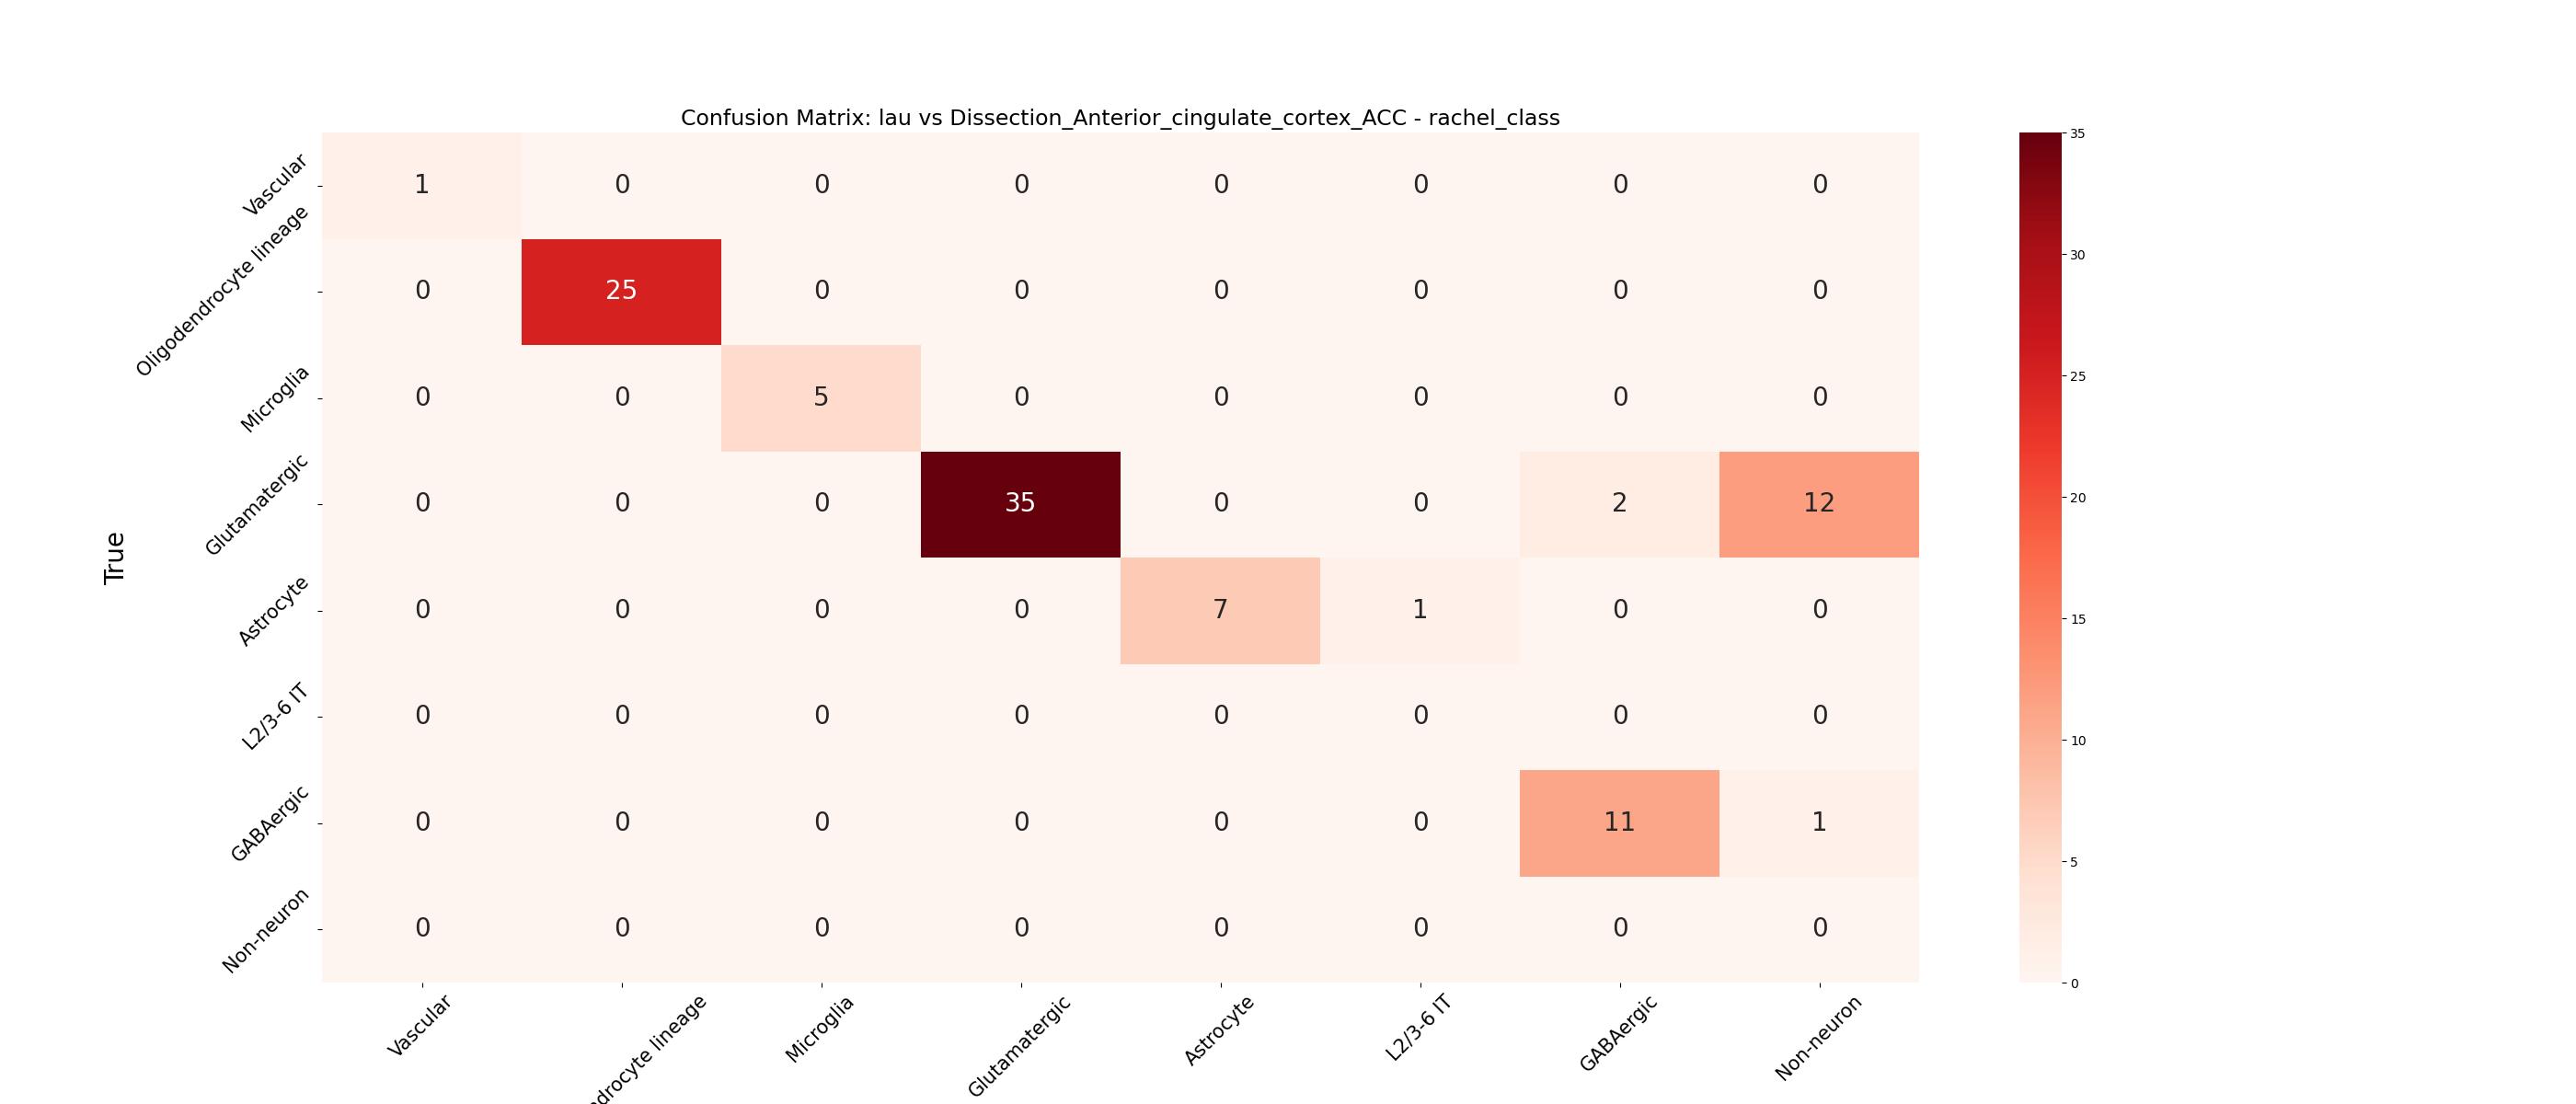 Confusion Matrix: lau vs Dissection_Anterior_cingulate_cortex_ACC - rachel_class
True
Vascular 1 0 0 0 0 0 0 0
Oligodendrocyte lineage 0 25 0 0 0 0 0 0
Microglia 0 0 5 0 0 0 0 0
Glutamatergic 0 0 0 35 0 0 2 12
Astrocyte 0 0 0 0 7 1 0 0
L2/3-6 IT 0 0 0 0 0 0 0 0
GABAergic 0 0 0 0 0 0 11 1
Non-neuron 0 0 0 0 0 0 0 0
Vascular
ndrocyte lineage
Microglia
Glutamatergic
Astrocyte
L2/3-6 IT
GABAergic
Non-neuron
35
30
25
20
15
10
5
0